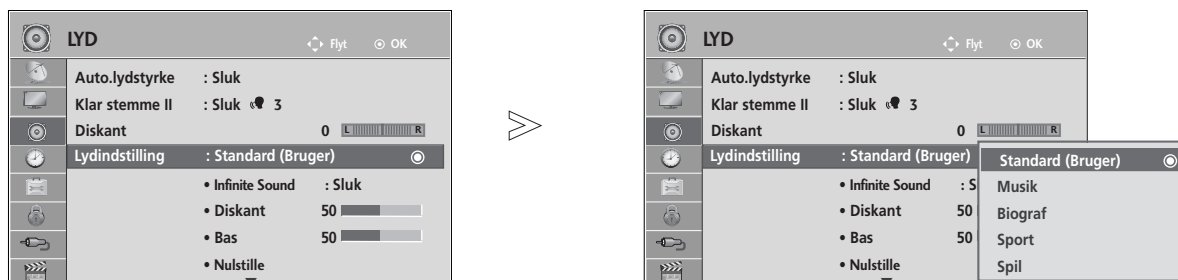 LYD
Flyt OK
Auto.lydstyrke : Sluk
Klar stemme II : Sluk 3
Diskant 0 L R
Lydindstilling : Standard (Bruger)
• Infinite Sound : Sluk
• Diskant 50
• Bas 50
• Nulstille
LYD
Flyt OK
Auto.lydstyrke : Sluk
Klar stemme II : Sluk 3
Diskant 0 L R
Lydindstilling : Standard (Bruger)
• Infinite Sound : S
• Diskant 50
• Bas 50
• Nulstille
Standard (Bruger)
Musik
Biograf
Sport
Spil